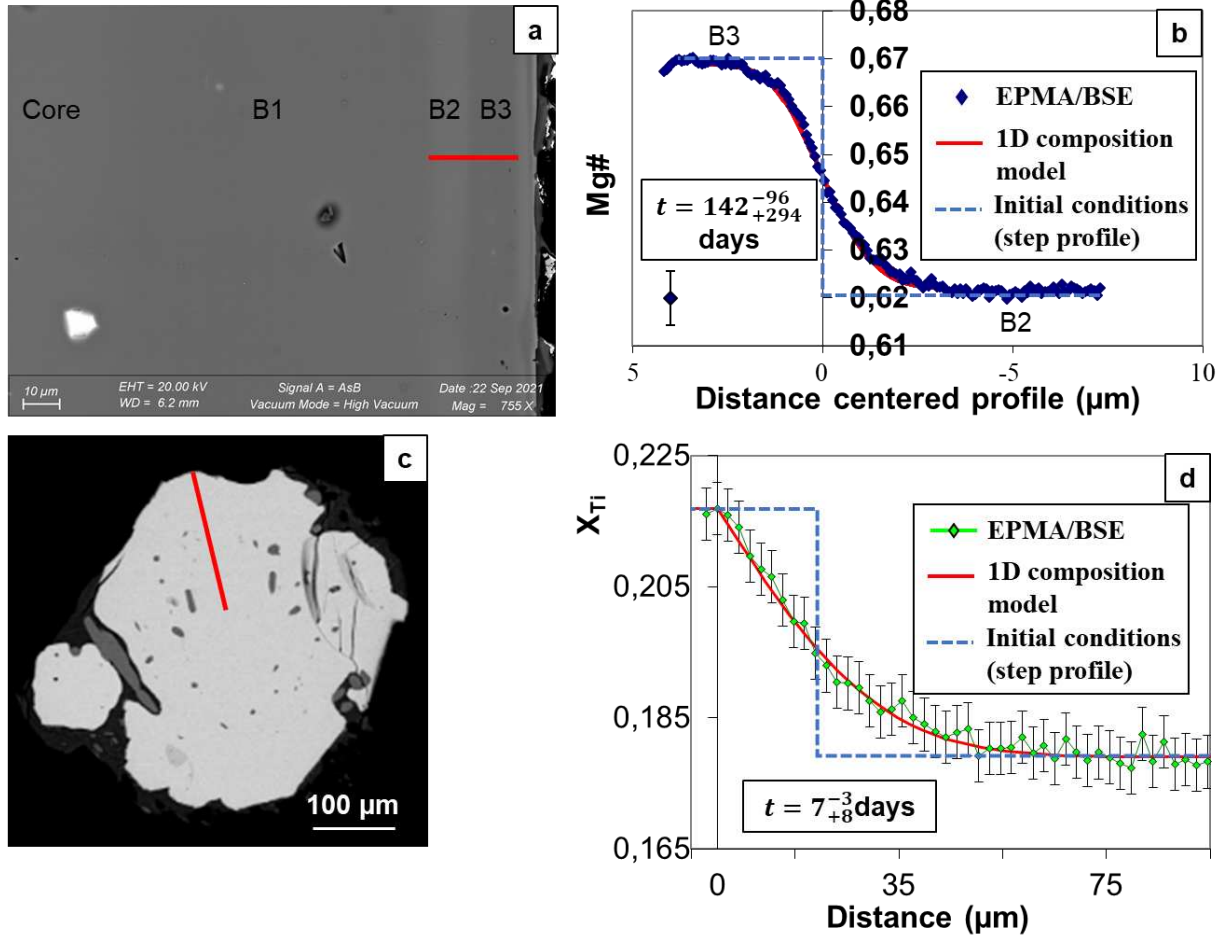 a
Core
B1
B2
B3
10 µm
EHT = 20.00 kV
WD = 6.2 mm
Signal A = AsB
Vacuum Mode = High Vacuum
Date :22 Sep 2021
Mag = 755 X
b
0,68
0,67
0,66
0,65
0,64
0,63
0,62
0,61
Mg#
B3
B2
EPMA/BSE
1D composition
model
Initial conditions
(step profile)
t = 142 −96 +294
days
5
0
-5
10
Distance centered profile (µm)
c
100 µm
d
0,225
0,205
0,185
0,165
XTi
EPMA/BSE
1D composition
model
Initial conditions
(step profile)
t = 7 −3 +8 days
0
35
75
Distance (µm)